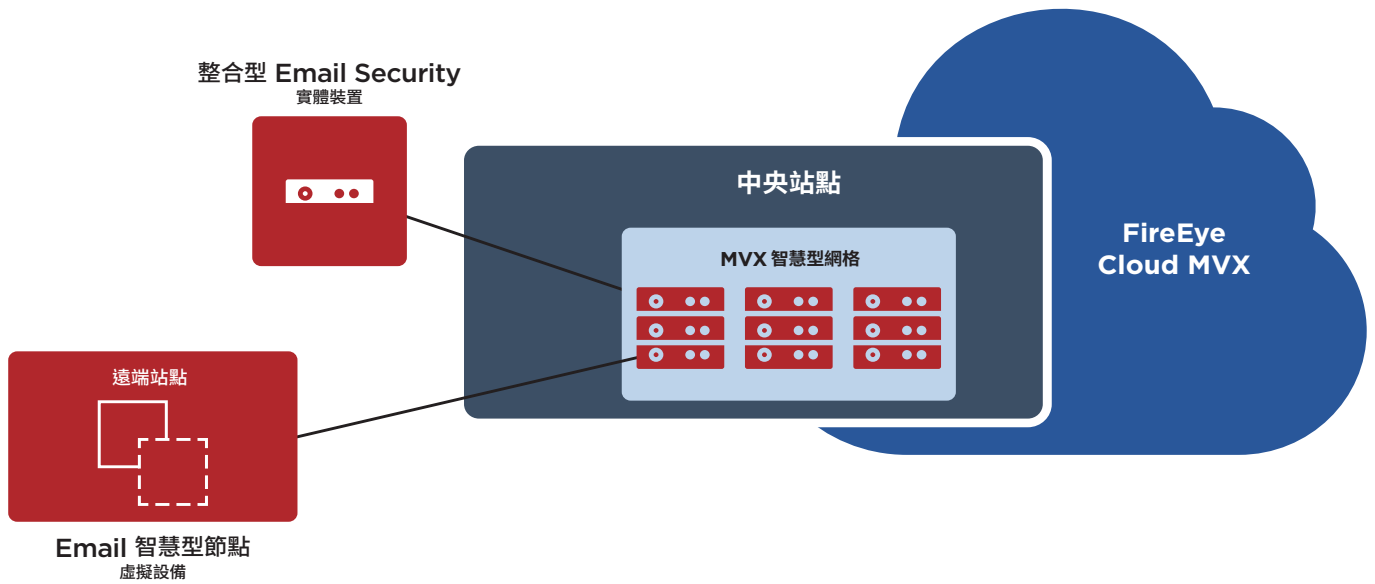 整合型 Email Security
實體裝置
中央站點
MVX 智慧型網格
FireEye
Cloud MVX
遠端站點
Email 智慧型節點
虛擬設備